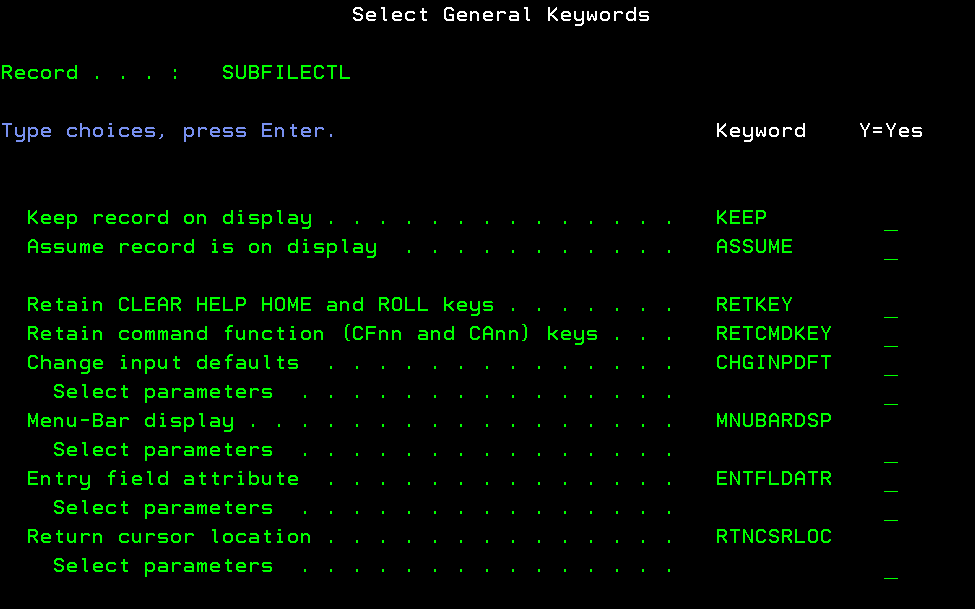 Select General Keywords
Record . . . :   SUBFILECTL
Type choices, press Enter.   Keyword   Y=Yes
Keep record on display . . . . . . . . . . . . . .   KEEP   _
Assume record is on display  . . . . . . . . . . .   ASSUME   _
Retain CLEAR HELP HOME and ROLL keys . . . . . . .   RETKEY   _
Retain command function (CFnn and CAnn) keys . . .   RETCMDKEY   _
Change input defaults  . . . . . . . . . . . . . .   CHGINPDFT   _
Select parameters  . . . . . . . . . . . . . . .   _
Menu-Bar display . . . . . . . . . . . . . . . . .   MNUBARDSP
Select parameters  . . . . . . . . . . . . . . .   _
Entry field attribute  . . . . . . . . . . . . . .   ENTFLDATR   _
Select parameters  . . . . . . . . . . . . . . .   _
Return cursor location . . . . . . . . . . . . . .   RTNCSRLOC
Select parameters  . . . . . . . . . . . . . . .   _